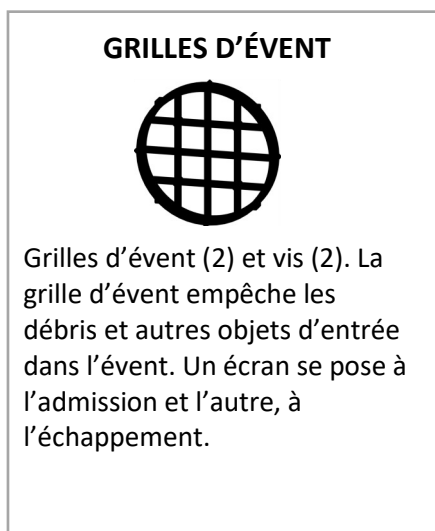 GRILLES D’ÉVENT
Grilles d’évent (2) et vis (2). La
grille d’évent empêche les
débris et autres objets d’entrée
dans l’évent. Un écran se pose à
l’admission et l’autre, à
l’échappement.